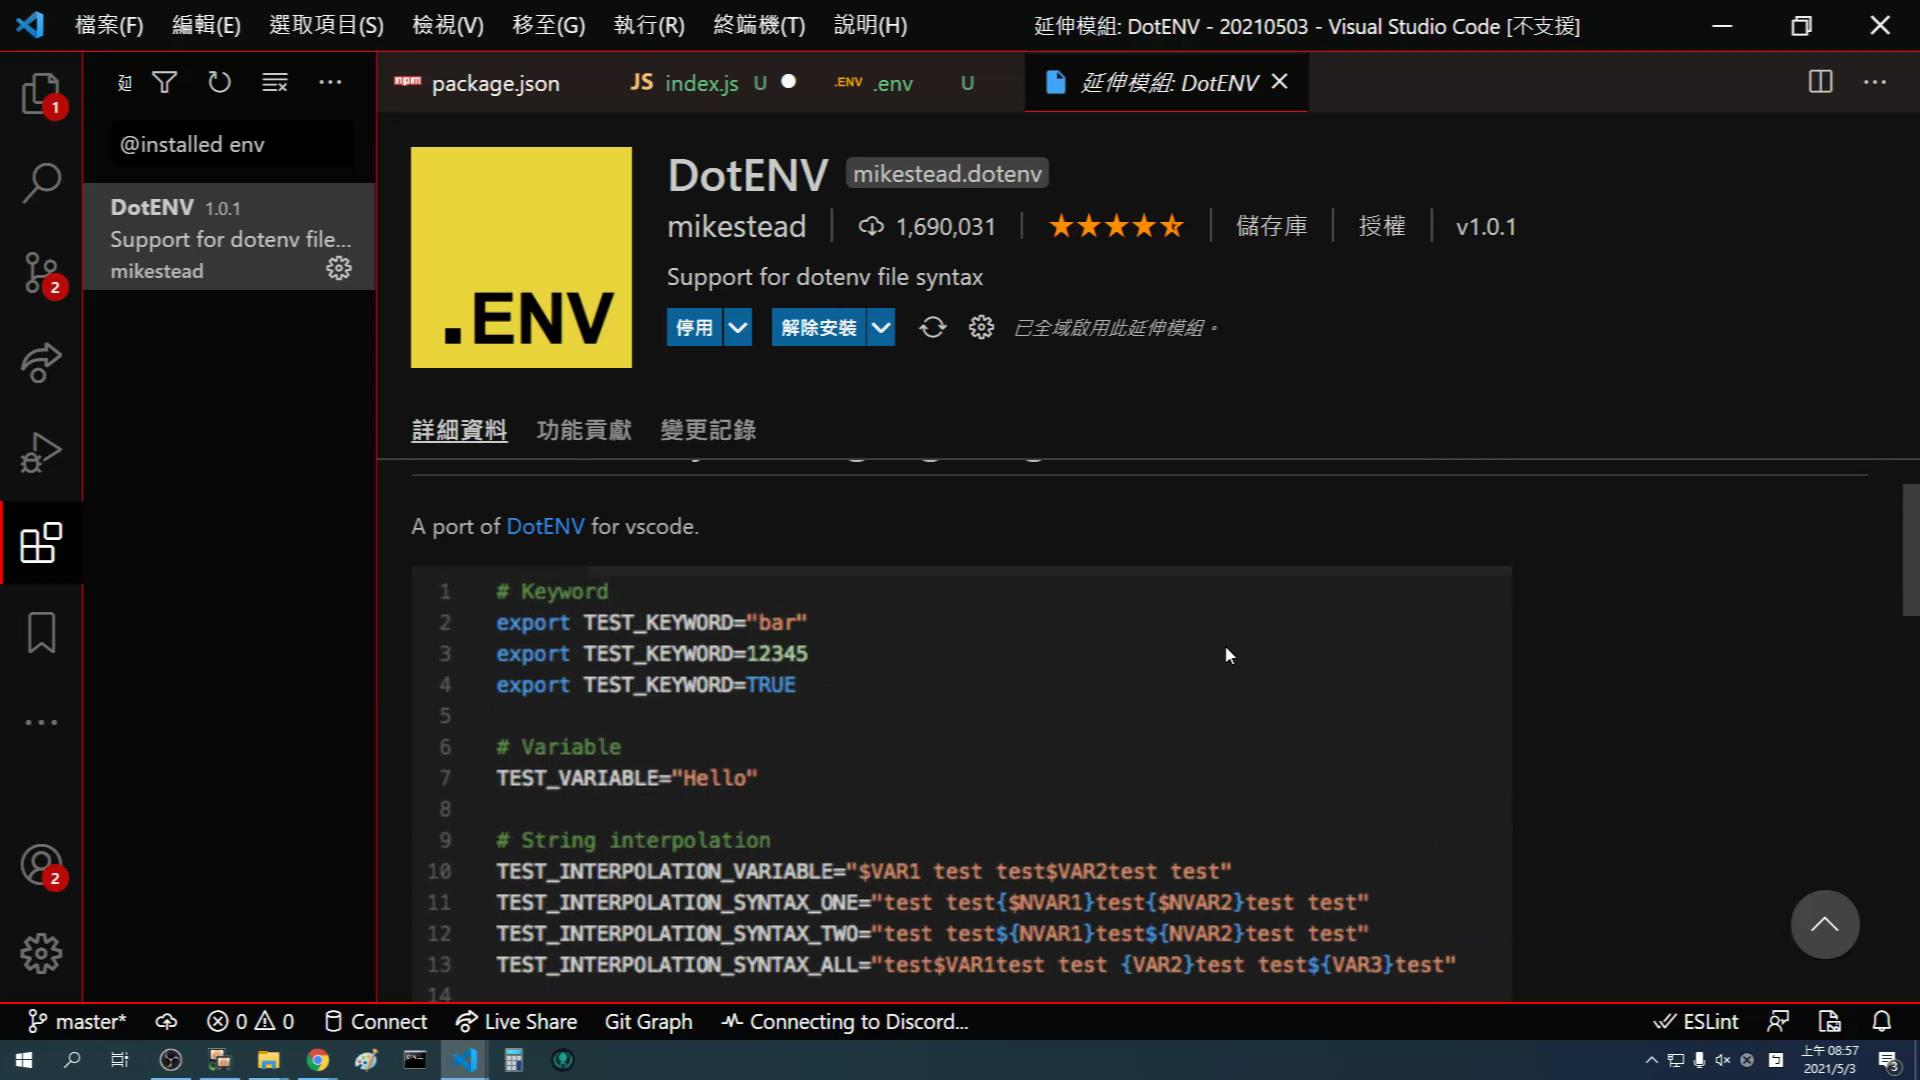 檔案(F) 編輯(E) 選取項目(S) 檢視(V) 移至(G) 執行(R) 終端機(T) 說明(H) 延伸模組: DotENV - 20210503 - Visual Studio Code [不支援]
package.json JS index.js U .ENV .env U 延伸模組: DotENV
1
@installed env
DotENV 1.0.1
Support for dotenv file...
mikestead
2
2
.ENV
DotENV mikestead.dotenv
mikestead 1,690,031 儲存庫 授權 v1.0.1
Support for dotenv file syntax
停用 解除安裝 已全域啟用此延伸模組。
詳細資料 功能貢獻 變更記錄
A port of DotENV for vscode.
1 # Keyword
2 export TEST_KEYWORD="bar"
3 export TEST_KEYWORD=12345
4 export TEST_KEYWORD=TRUE
5
6 # Variable
7 TEST_VARIABLE="Hello"
8
9 # String interpolation
10 TEST_INTERPOLATION_VARIABLE="$VAR1 test test$VAR2test test"
11 TEST_INTERPOLATION_SYNTAX_ONE="test test{$NVAR1}test{$NVAR2}test test"
12 TEST_INTERPOLATION_SYNTAX_TWO="test test${NVAR1}test${NVAR2}test test"
13 TEST_INTERPOLATION_SYNTAX_ALL="test$VAR1test test {VAR2}test test${VAR3}test"
14
master* 0 0 Connect Live Share Git Graph Connecting to Discord... ESLint
上午 08:57
2021/5/3
3